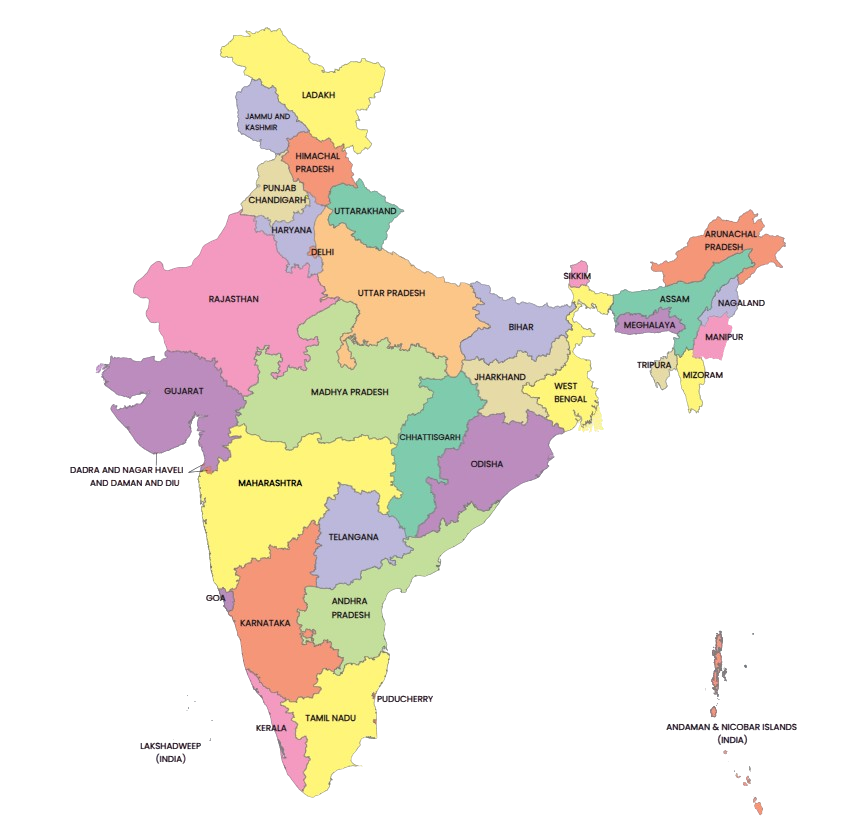 LADAKH
JAMMU AND
KASHMIR
HIMACHAL
PRADESH
PUNJAB
CHANDIGARH
UTTARAKHAND
HARYANA
DELHI
ARUNACHAL
PRADESH
SIKKIM
RAJASTHAN
UTTAR PRADESH
ASSAM
NAGALAND
BIHAR
MEGHALAYA
MANIPUR
TRIPURA
MIZORAM
GUJARAT
MADHYA PRADESH
JHARKHAND
WEST
BENGAL
CHHATTISGARH
ODISHA
DADRA AND NAGAR HAVELI
AND DAMAN AND DIU
MAHARASHTRA
TELANGANA
GOA
ANDHRA
PRADESH
KARNATAKA
PUDUCHERRY
TAMIL NADU
KERALA
LAKSHADWEEP
(INDIA)
ANDAMAN & NICOBAR ISLANDS
(INDIA)